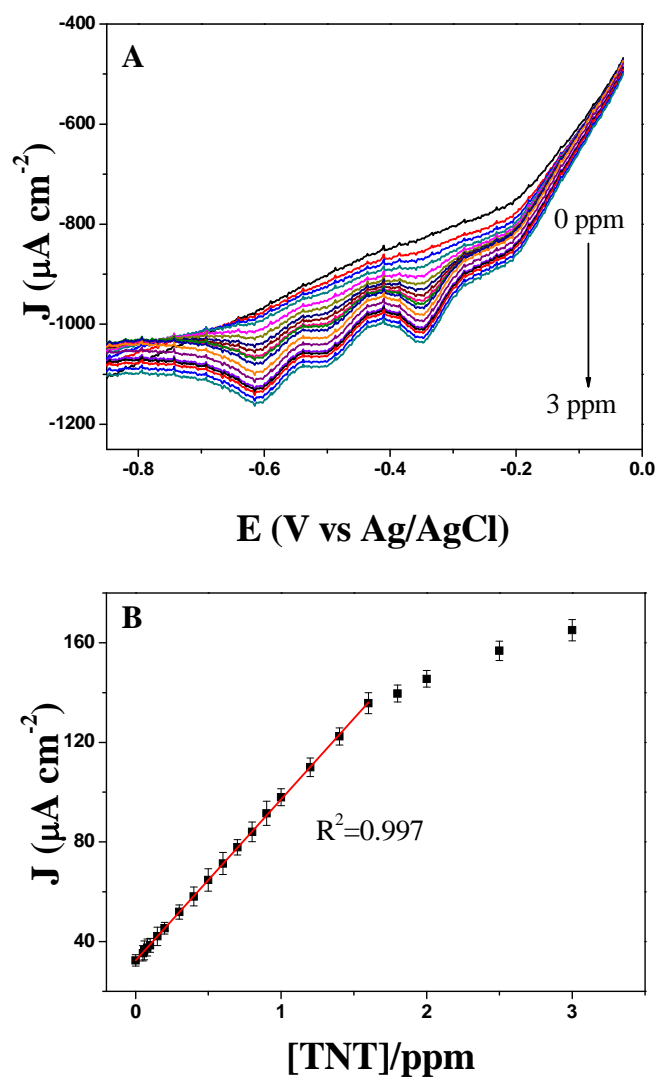 A
-400
-600
-800
-1000
-1200
J (µA cm-2)
0 ppm
3 ppm
-0.8 -0.6 -0.4 -0.2 0.0
E (V vs Ag/AgCl)
B
160
120
80
40
J (µA cm-2)
R2=0.997
0 1 2 3
[TNT]/ppm